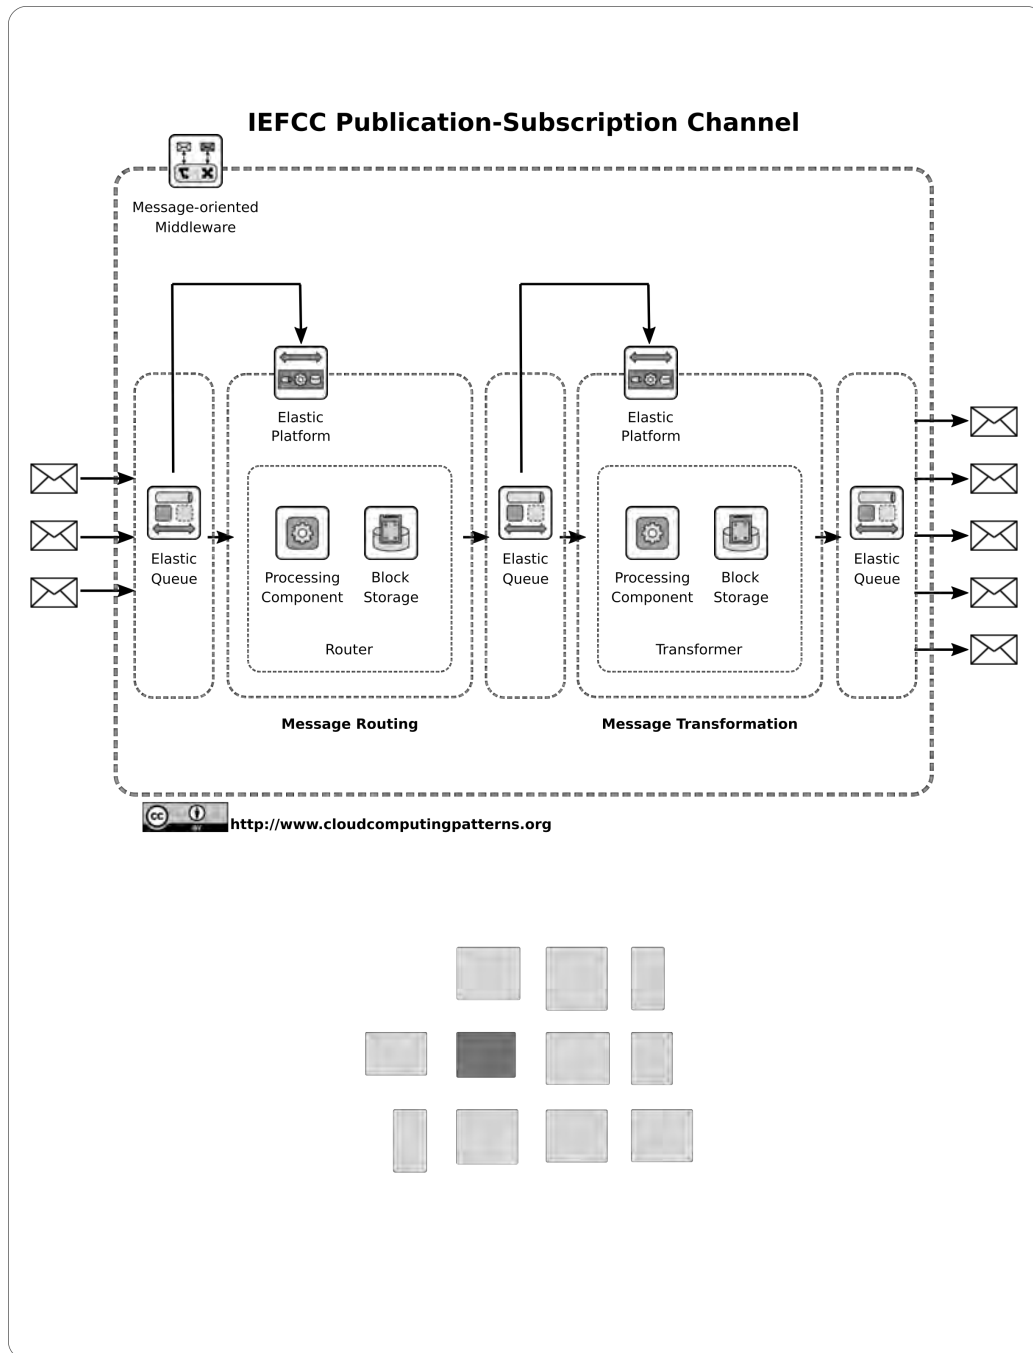 IEFCC Publication-Subscription Channel
Message-oriented
Middleware
Elastic
Platform
Elastic
Platform
Elastic
Queue
Processing
Component
Block
Storage
Router
Elastic
Queue
Processing
Component
Block
Storage
Transformer
Elastic
Queue
Message Routing
Message Transformation
cc
http://www.cloudcomputingpatterns.org